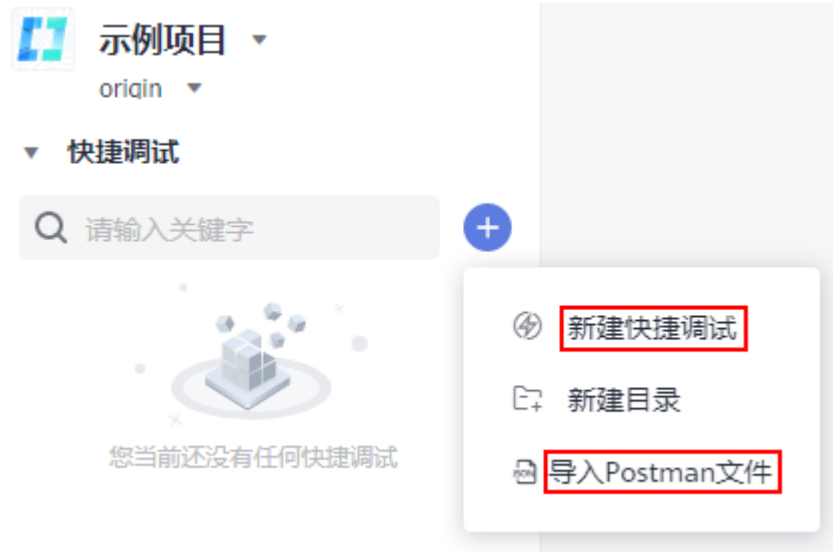 示例项目
origin
快捷调试
请输入关键字
新建快捷调试
新建目录
JSON
导入Postman文件
您当前还没有任何快捷调试